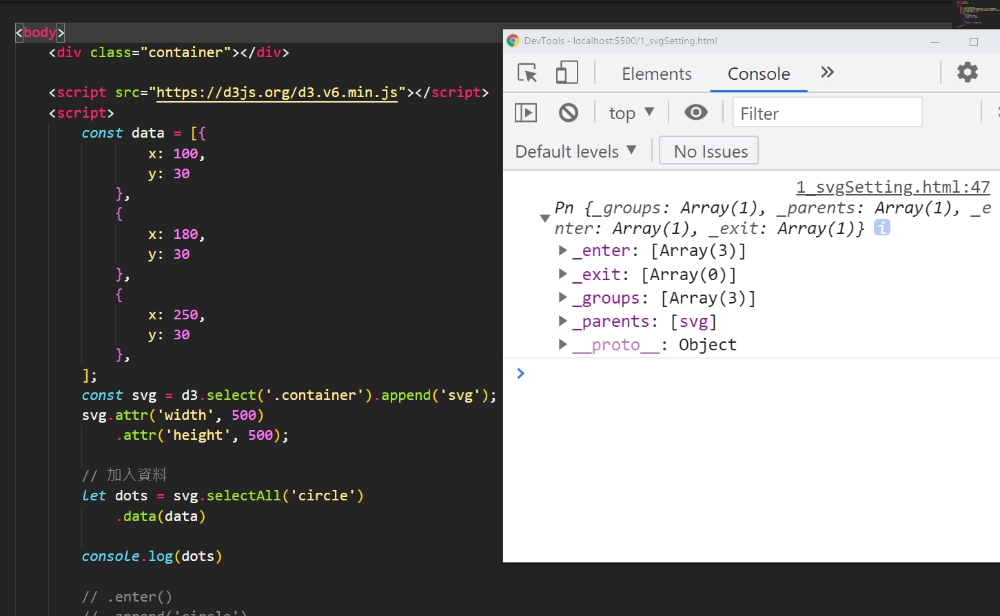 <body>
<div class="container"></div>
<script src="https://d3js.org/d3.v6.min.js"></script>
<script>
const data = [{
x: 100,
y: 30
},
{
x: 180,
y: 30
},
{
x: 250,
y: 30
},
];
const svg = d3.select('.container').append('svg');
svg.attr('width', 500)
.attr('height', 500);
// 加入資料
let dots = svg.selectAll('circle')
.data(data)
console.log(dots)
// .enter()
// .append('circle')
DevTools - localhost:5500/1_svgSetting.html
Elements
Console
top
Filter
Default levels
No Issues
1_svgSetting.html:47
Pn {_groups: Array(1), _parents: Array(1), _e
nter: Array(1), _exit: Array(1)}
_enter: [Array(3)]
_exit: [Array(0)]
_groups: [Array(3)]
_parents: [svg]
__proto__: Object